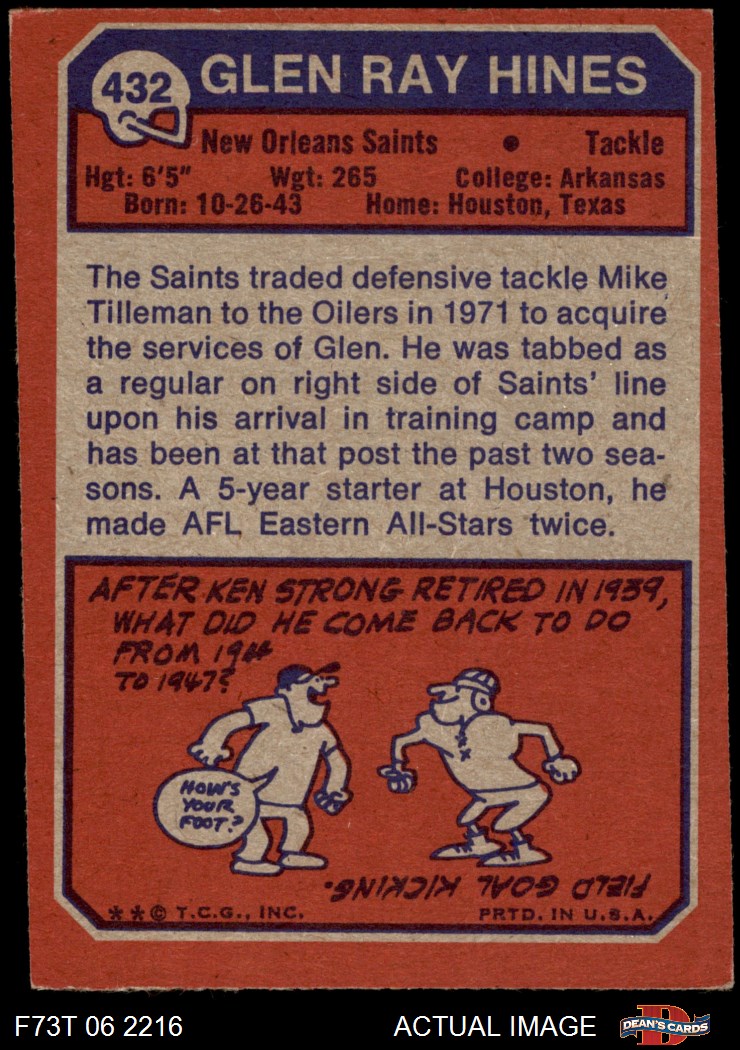 432 GLEN RAY HINES
New Orleans Saints • Tackle
Hgt: 6'5" Wgt: 265 College: Arkansas
Born: 10-26-43 Home: Houston, Texas
The Saints traded defensive tackle Mike
Tilleman to the Oilers in 1971 to acquire
the services of Glen. He was tabbed as
a regular on right side of Saints' line
upon his arrival in training camp and
has been at that post the past two sea-
sons. A 5-year starter at Houston, he
made AFL Eastern All-Stars twice.
AFTER KEN STRONG RETIRED IN 1939,
WHAT DID HE COME BACK TO DO
FROM 1944
TO 1947?
HOW'S
YOUR
FOOT?
FIELD GOAL KICKING.
**© T.C.G., INC. PRTD. IN U.S.A.
F73T 06 2216 ACTUAL IMAGE
D
DEAN'S CARDS